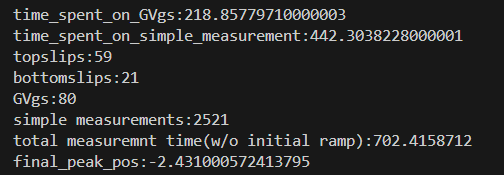 time_spent_on_GVgs:218.85779710000003
time_spent_on_simple_measurement:442.3038228000001
topslips:59
bottomslips:21
GVgs:80
simple measurements:2521
total measuremnt time(w/o initial ramp):702.4158712
final_peak_pos:-2.431000572413795